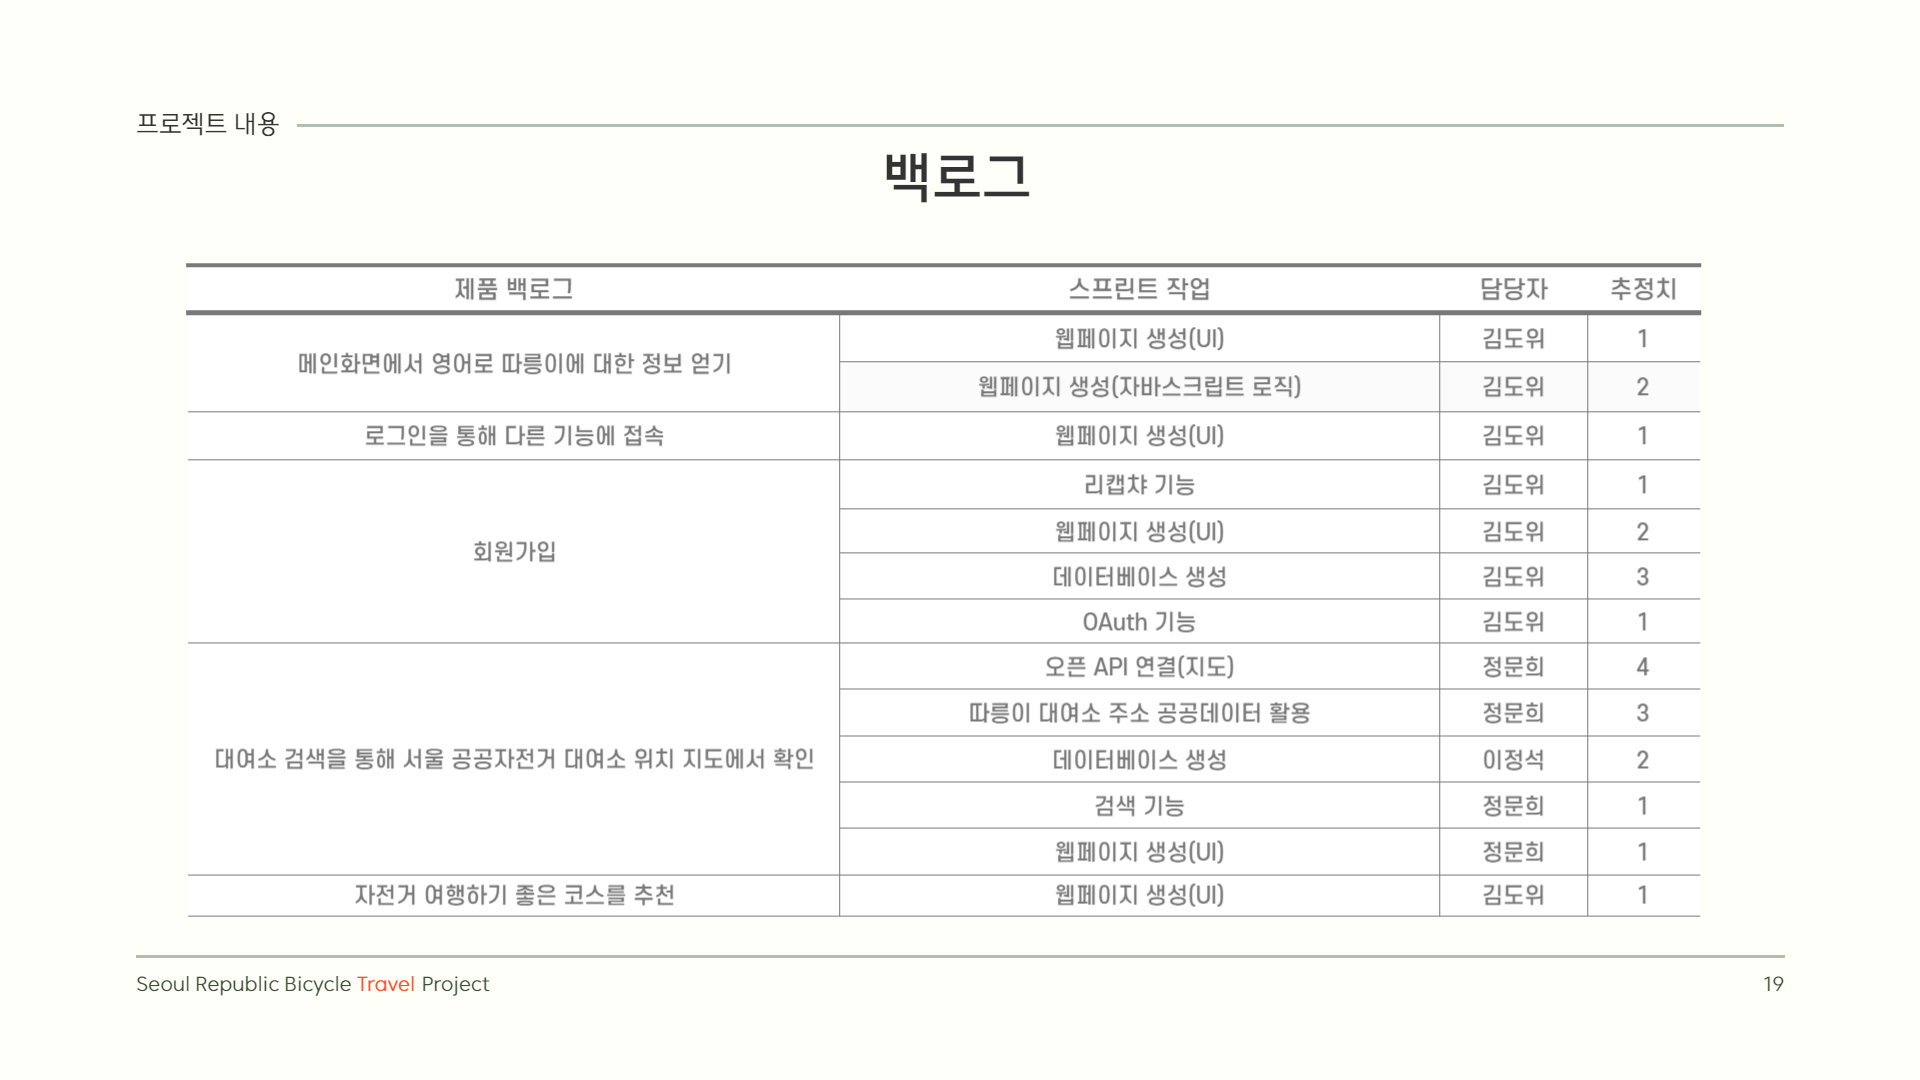 프로젝트 내용
백로그
제품 백로그 스프린트 작업 담당자 추정치
메인화면에서 영어로 따릉이에 대한 정보 얻기 웹페이지 생성(UI) 김도위 1
웹페이지 생성(자바스크립트 로직) 김도위 2
로그인을 통해 다른 기능에 접속 웹페이지 생성(UI) 김도위 1
회원가입 리캡챠 기능 김도위 1
웹페이지 생성(UI) 김도위 2
데이터베이스 생성 김도위 3
OAuth 기능 김도위 1
대여소 검색을 통해 서울 공공자전거 대여소 위치 지도에서 확인 오픈 API 연결(지도) 정문희 4
따릉이 대여소 주소 공공데이터 활용 정문희 3
데이터베이스 생성 이정석 2
검색 기능 정문희 1
웹페이지 생성(UI) 정문희 1
자전거 여행하기 좋은 코스를 추천 웹페이지 생성(UI) 김도위 1
Seoul Republic Bicycle Travel Project 19